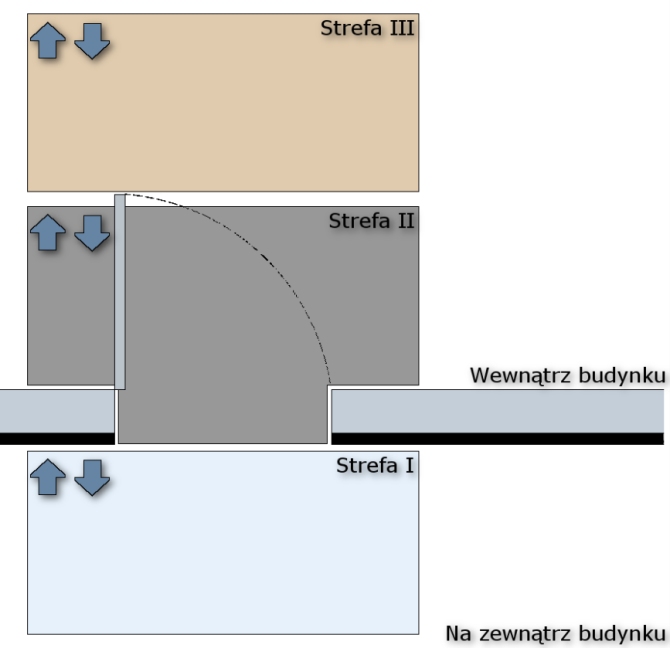 Strefa III
Strefa II
Wewnątrz budynku
Strefa I
Na zewnątrz budynku